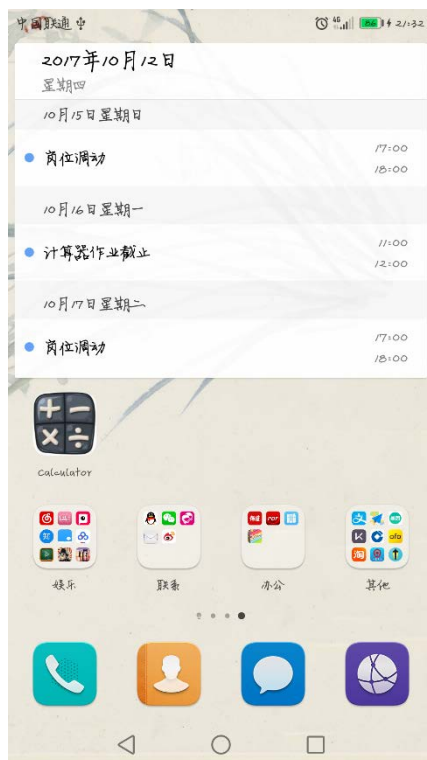 中国联通
4G
86
21:32
2017年10月12日
星期四
10月15日星期日
岗位调动
17:00
18:00
10月16日星期一
计算器作业截止
11:00
12:00
10月17日星期二
岗位调动
17:00
18:00
Calculator
PDF
ofo
娱乐
联系
办公
其他